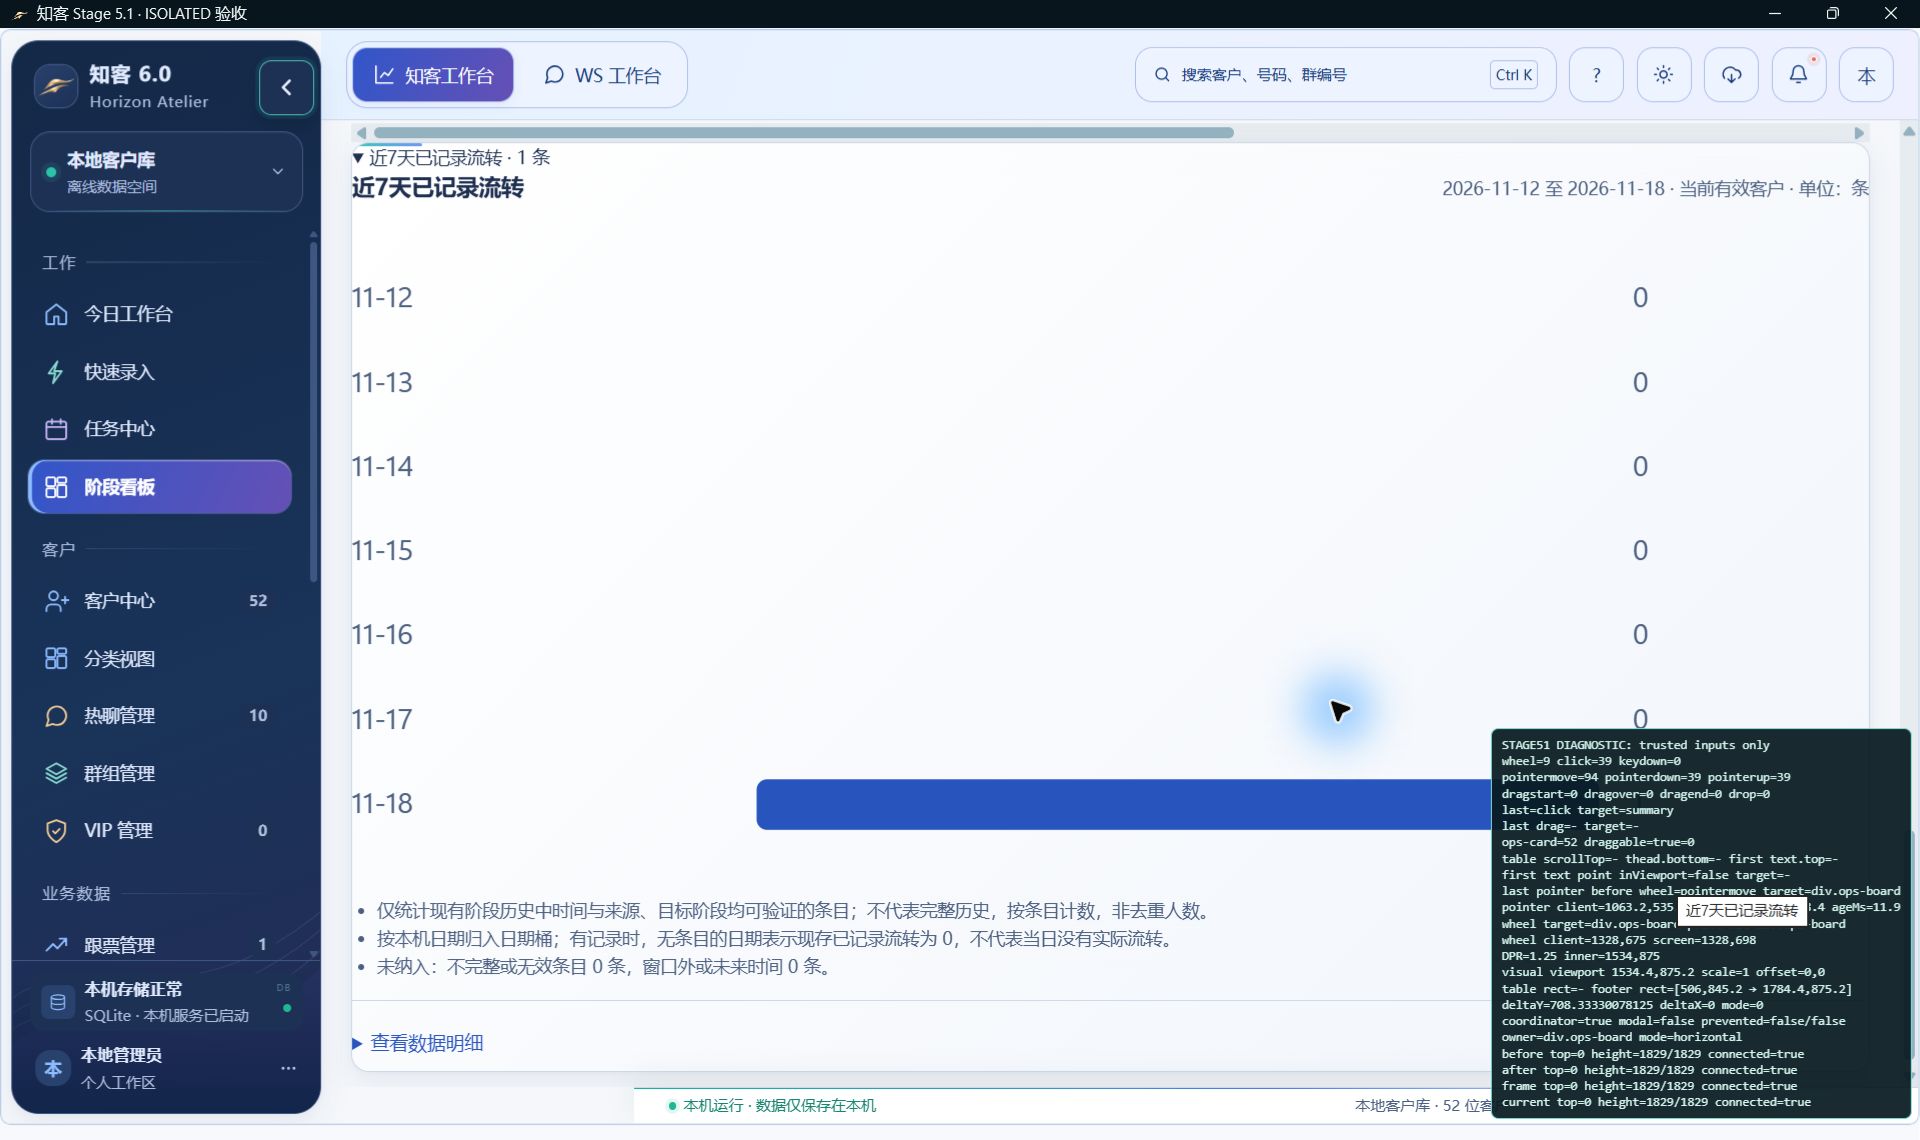 知客 Stage 5.1 · ISOLATED 验收
知客 6.0
Horizon Atelier
本地客户库
离线数据空间
工作
今日工作台
快速录入
任务中心
阶段看板
客户
客户中心 52
分类视图
热聊管理 10
群组管理
VIP 管理 0
业务数据
跟票管理 1
本机存储正常 DB
SQLite · 本机服务已启动
本 本地管理员
个人工作区
知客工作台
WS 工作台
搜索客户、号码、群编号 Ctrl K
?
本
▼ 近7天已记录流转 · 1 条
近7天已记录流转
2026-11-12 至 2026-11-18 · 当前有效客户 · 单位：条
11-12 0
11-13 0
11-14 0
11-15 0
11-16 0
11-17 0
11-18
• 仅统计现有阶段历史中时间与来源、目标阶段均可验证的条目；不代表完整历史，按条目计数，非去重人数。
• 按本机日期归入日期桶；有记录时，无条目的日期表示现存已记录流转为 0，不代表当日没有实际流转。
• 未纳入：不完整或无效条目 0 条，窗口外或未来时间 0 条。
▶ 查看数据明细
本机运行 · 数据仅保存在本机
本地客户库 · 52 位客
STAGE51 DIAGNOSTIC: trusted inputs only
wheel=9 click=39 keydown=0
pointermove=94 pointerdown=39 pointerup=39
dragstart=0 dragover=0 dragend=0 drop=0
last=click target=summary
last drag=- target=-
ops-card=52 draggable=true=0
table scrollTop=- thead.bottom=- first text.top=-
first text point inViewport=false target=-
last pointer before wheel=pointermove target=div.ops-board
pointer client=1063.2,535 3.4 ageMs=11.9
近7天已记录流转
wheel target=div.ops-board board
wheel client=1328,675 screen=1328,698
DPR=1.25 inner=1534,875
visual viewport 1534.4,875.2 scale=1 offset=0,0
table rect=- footer rect=[506,845.2 → 1784.4,875.2]
deltaY=708.33330078125 deltaX=0 mode=0
coordinator=true modal=false prevented=false/false
owner=div.ops-board mode=horizontal
before top=0 height=1829/1829 connected=true
after top=0 height=1829/1829 connected=true
frame top=0 height=1829/1829 connected=true
current top=0 height=1829/1829 connected=true